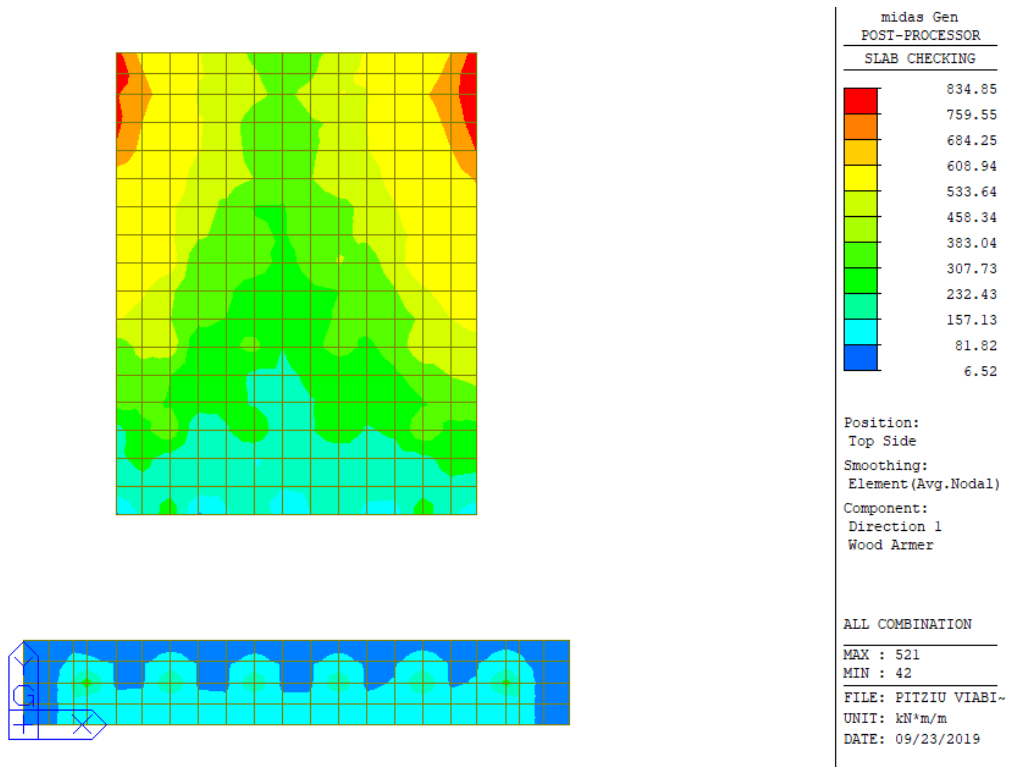 midas Gen
POST-PROCESSOR
SLAB CHECKING
834.85
759.55
684.25
608.94
533.64
458.34
383.04
307.73
232.43
157.13
81.82
6.52
Position:
Top Side
Smoothing:
Element(Avg.Nodal)
Component:
Direction 1
Wood Armer
ALL COMBINATION
MAX : 521
MIN : 42
FILE: PITZIU VIABI~
UNIT: kN*m/m
DATE: 09/23/2019
Y
G
X